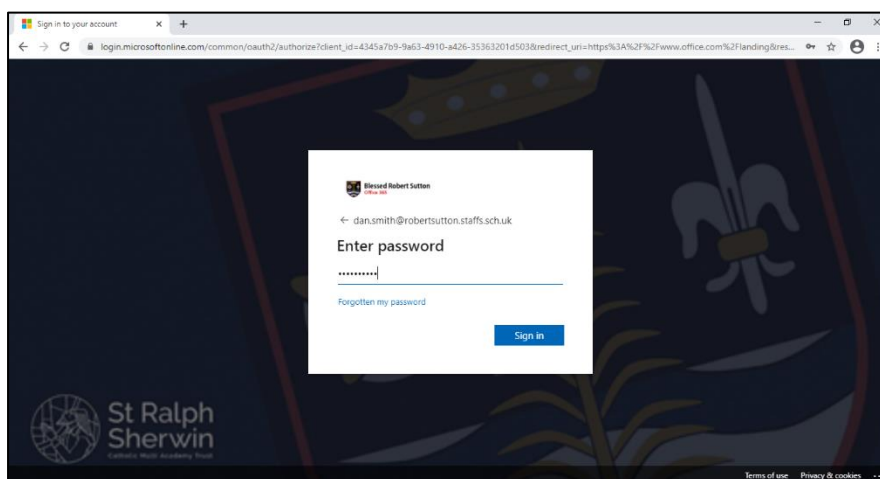 Sign in to your account
login.microsoftonline.com/common/oauth2/authorize?client_id=4345a7b9-9a63-4910-a426-35363201d503&redirect_uri=https%3A%2F%2Fwww.office.com%2Flanding&res...
Blessed Robert Sutton
Office 365
dan.smith@robertsutton.staffs.sch.uk
Enter password
Forgotten my password
Sign in
St Ralph
Sherwin
Catholic Multi Academy Trust
Terms of use Privacy & cookies